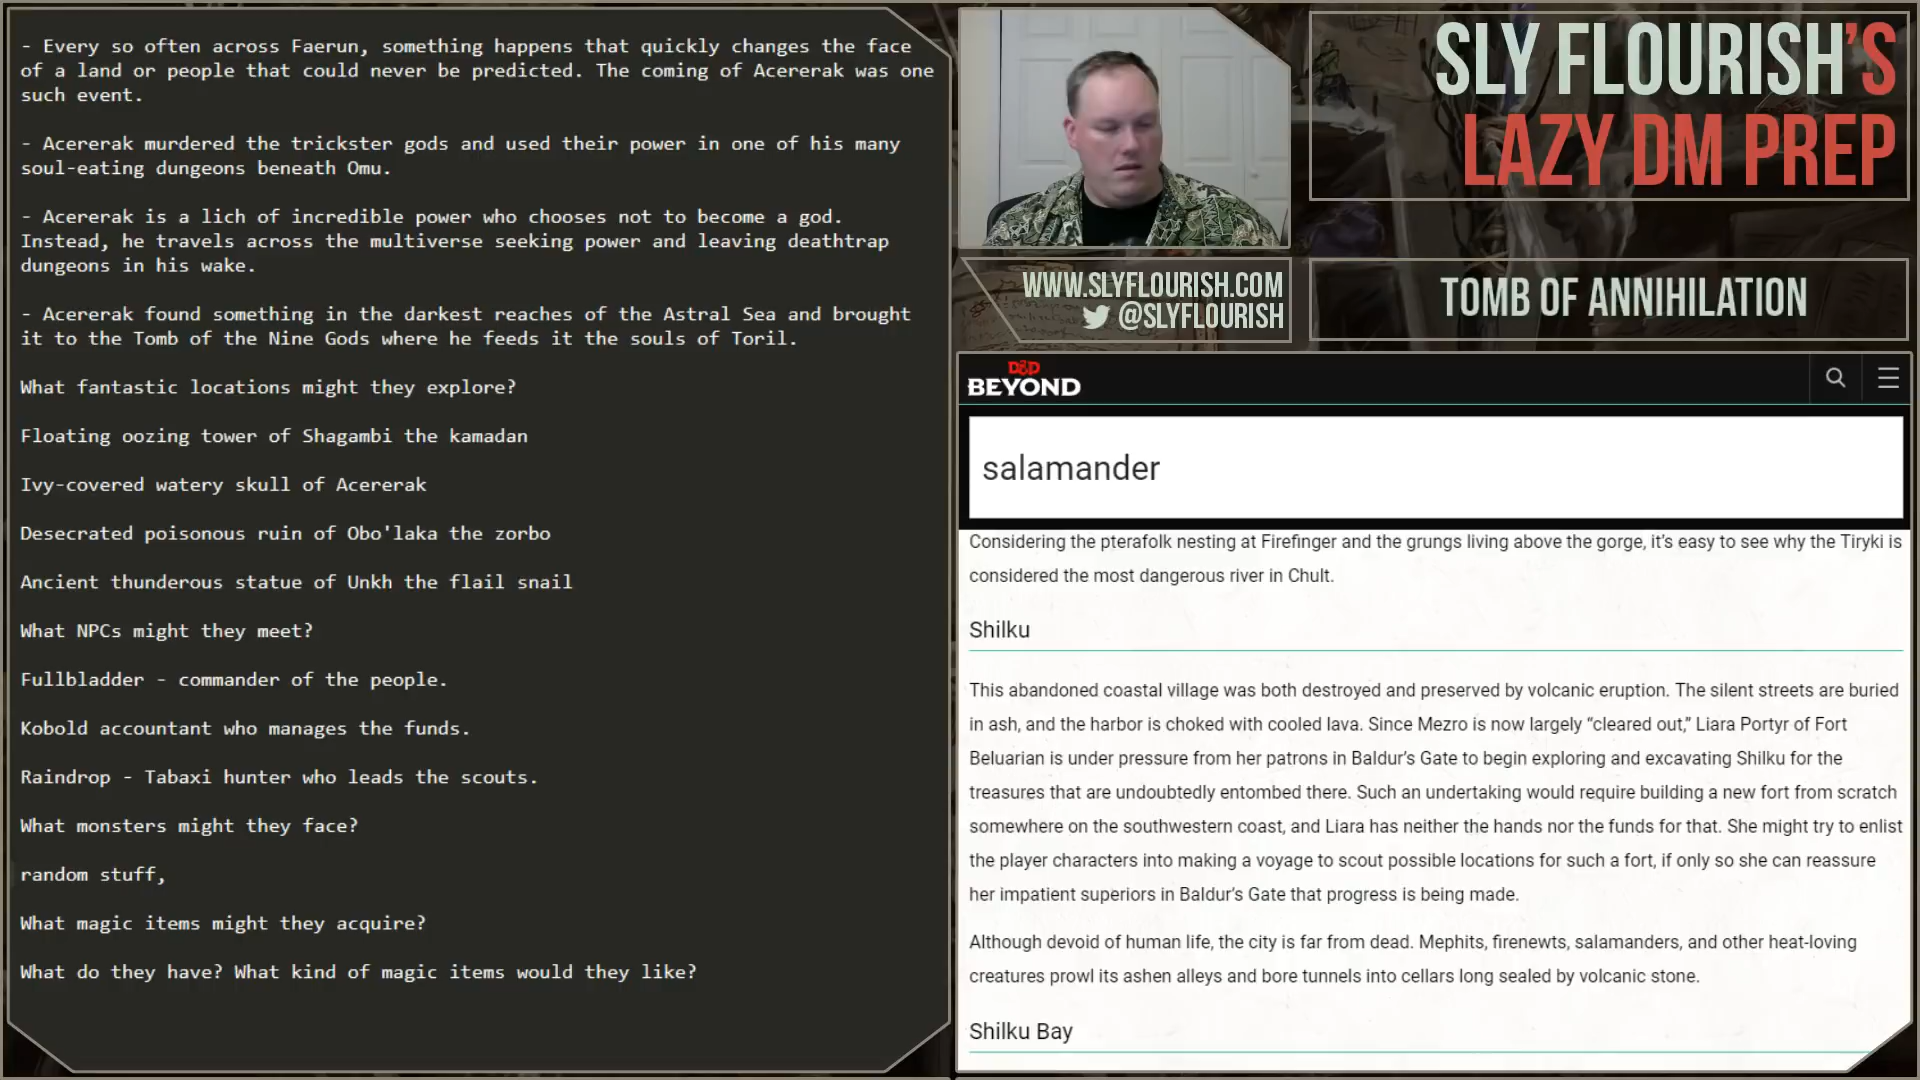 - Every so often across Faerun, something happens that quickly changes the face
of a land or people that could never be predicted. The coming of Acererak was one
such event.
- Acererak murdered the trickster gods and used their power in one of his many
soul-eating dungeons beneath Omu.
- Acererak is a lich of incredible power who chooses not to become a god.
Instead, he travels across the multiverse seeking power and leaving deathtrap
dungeons in his wake.
- Acererak found something in the darkest reaches of the Astral Sea and brought
it to the Tomb of the Nine Gods where he feeds it the souls of Toril.
What fantastic locations might they explore?
Floating oozing tower of Shagambi the kamadan
Ivy-covered watery skull of Acererak
Desecrated poisonous ruin of Obo'laka the zorbo
Ancient thunderous statue of Unkh the flail snail
What NPCs might they meet?
Fullbladder - commander of the people.
Kobold accountant who manages the funds.
Raindrop - Tabaxi hunter who leads the scouts.
What monsters might they face?
random stuff,
What magic items might they acquire?
What do they have? What kind of magic items would they like?
SLY FLOURISH'S
LAZY DM PREP
WWW.SLYFLOURISH.COM
@SLYFLOURISH
TOMB OF ANNIHILATION
D&D
BEYOND
salamander
Considering the pterafolk nesting at Firefinger and the grungs living above the gorge, it's easy to see why the Tiryki is
considered the most dangerous river in Chult.
Shilku
This abandoned coastal village was both destroyed and preserved by volcanic eruption. The silent streets are buried
in ash, and the harbor is choked with cooled lava. Since Mezro is now largely “cleared out,” Liara Portyr of Fort
Beluarian is under pressure from her patrons in Baldur's Gate to begin exploring and excavating Shilku for the
treasures that are undoubtedly entombed there. Such an undertaking would require building a new fort from scratch
somewhere on the southwestern coast, and Liara has neither the hands nor the funds for that. She might try to enlist
the player characters into making a voyage to scout possible locations for such a fort, if only so she can reassure
her impatient superiors in Baldur's Gate that progress is being made.
Although devoid of human life, the city is far from dead. Mephits, firenewts, salamanders, and other heat-loving
creatures prowl its ashen alleys and bore tunnels into cellars long sealed by volcanic stone.
Shilku Bay